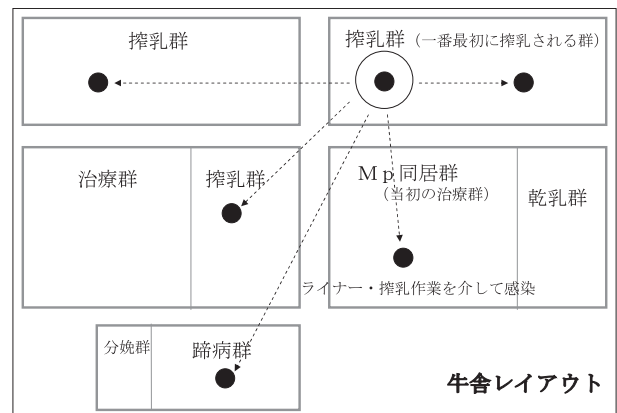 搾乳群
搾乳群（一番最初に搾乳される群）
治療群
搾乳群
Ｍｐ同居群
（当初の治療群）
乾乳群
ライナー・搾乳作業を介して感染
分娩群
蹄病群
牛舎レイアウト